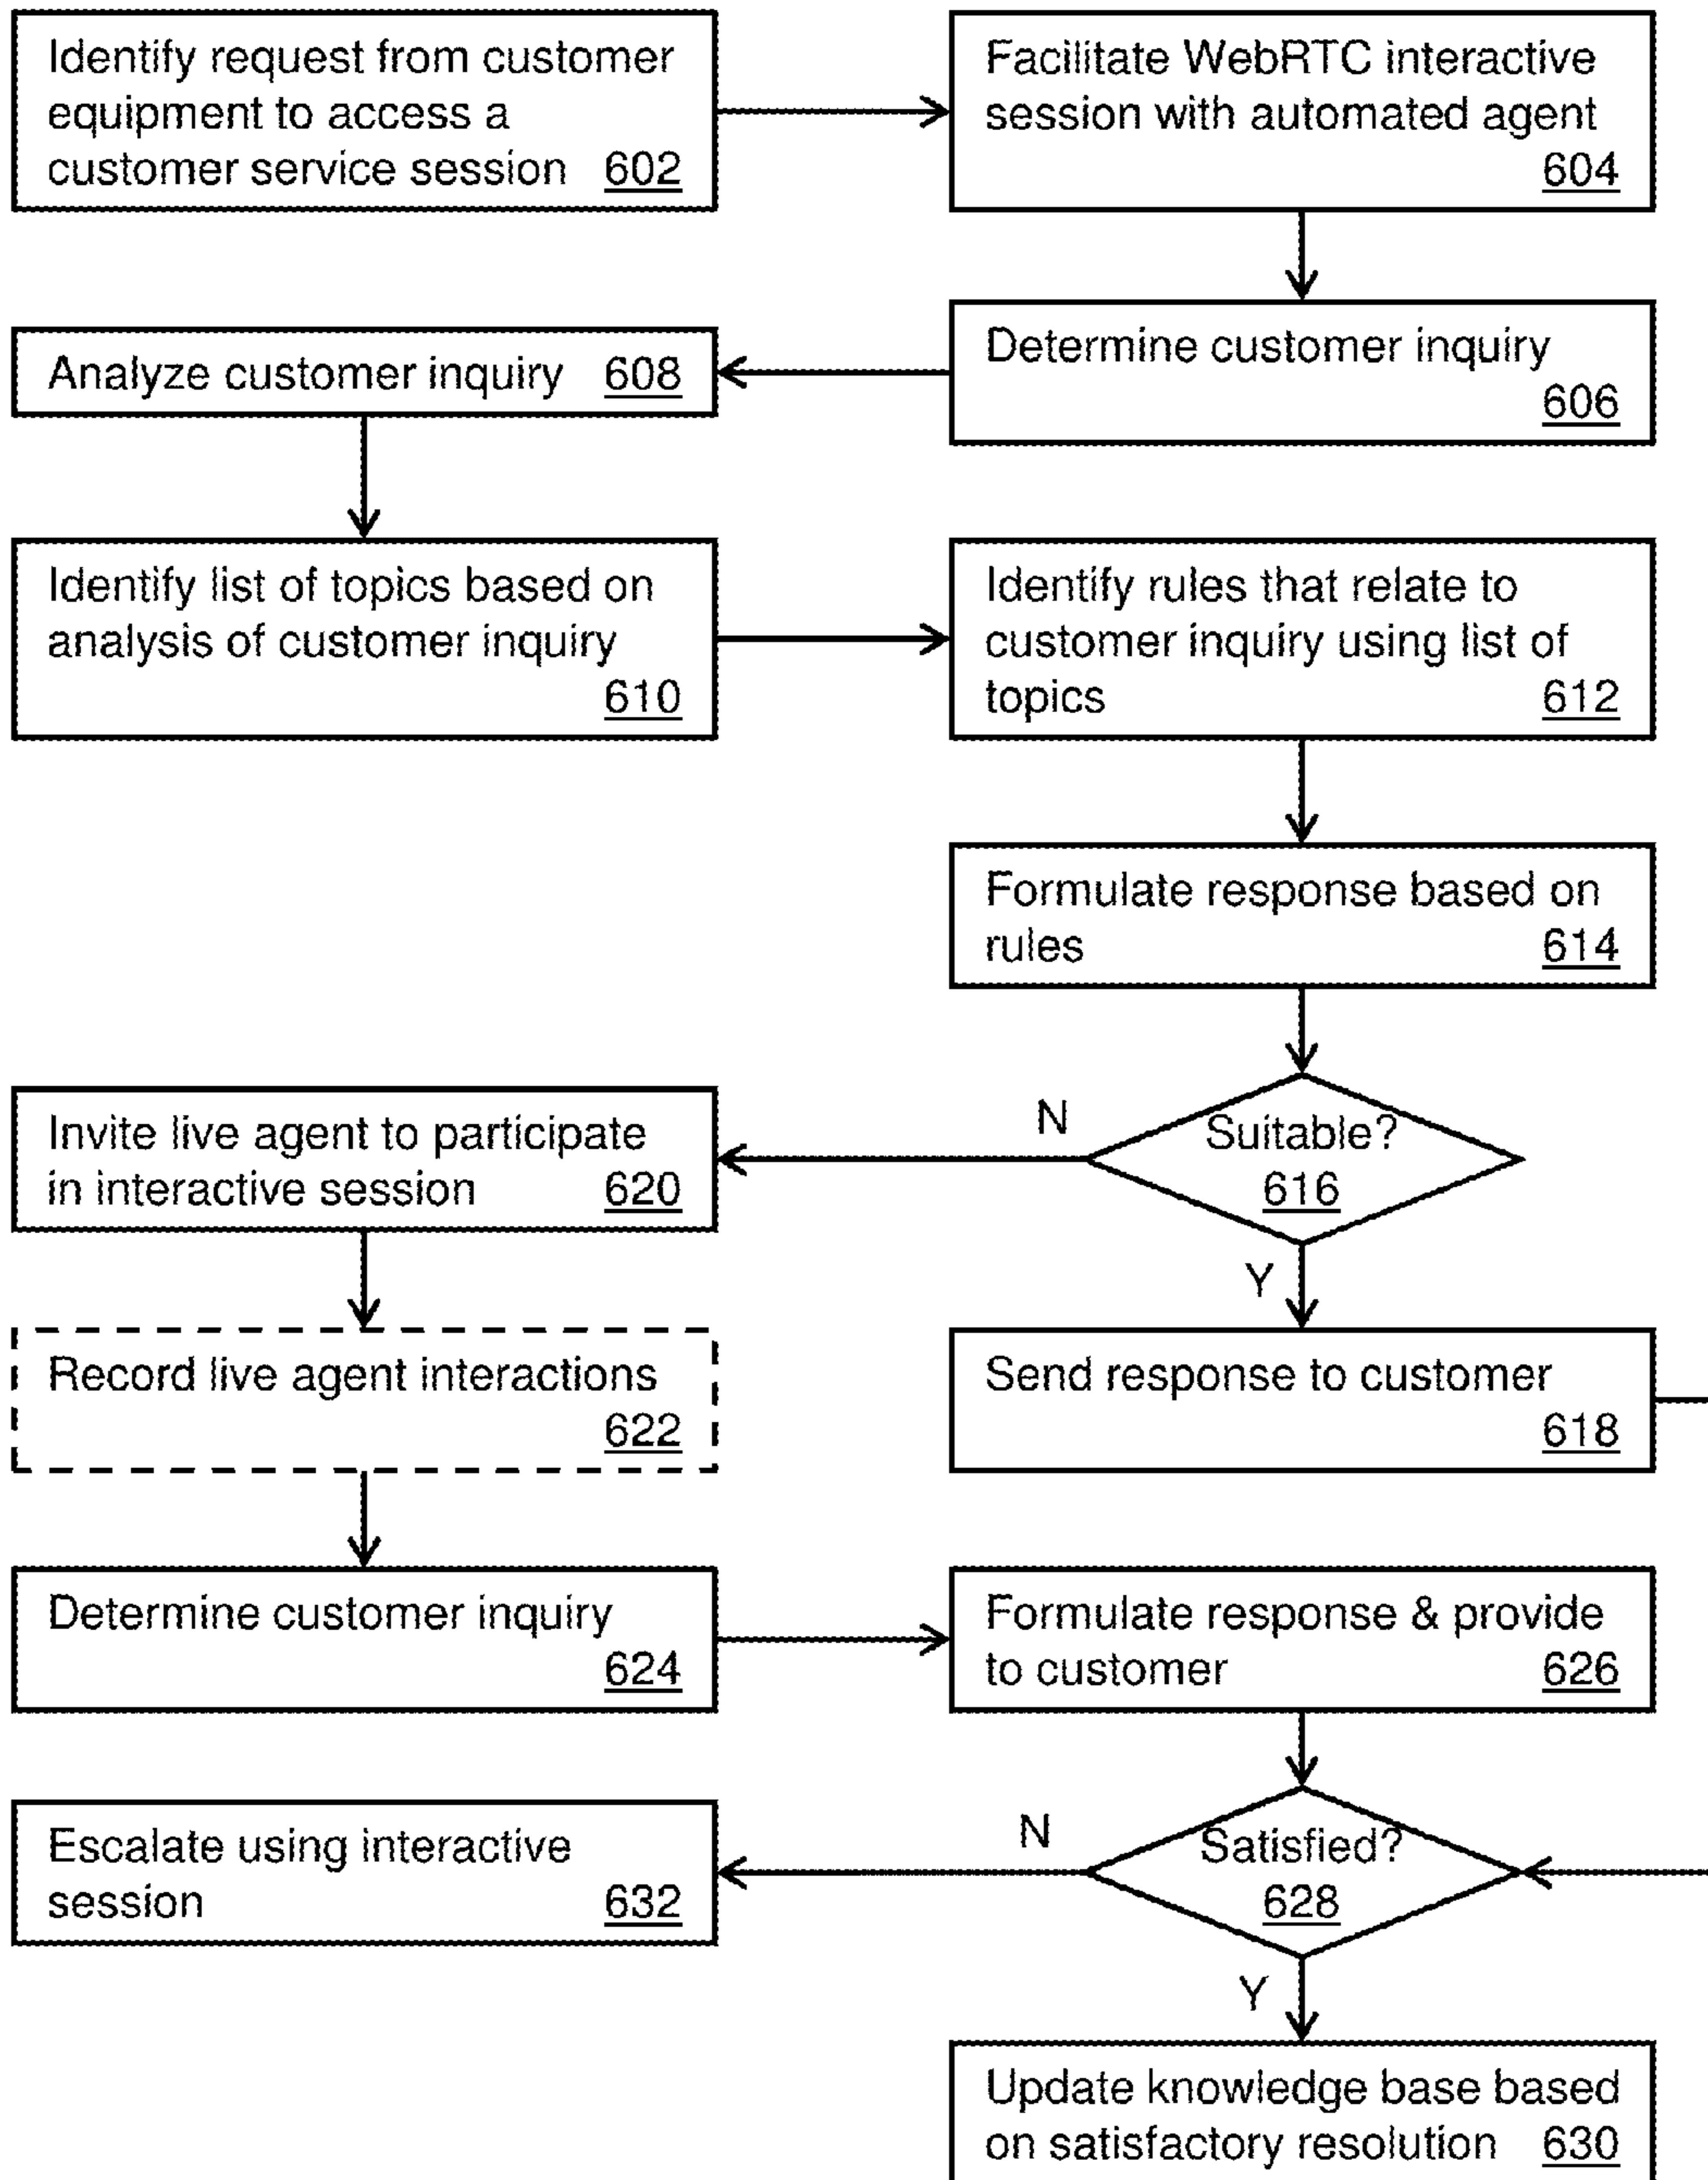 Identify request from customer
equipment to access a
customer service session 602
Facilitate WebRTC interactive
session with automated agent
604
Determine customer inquiry
606
Analyze customer inquiry 608
Identify list of topics based on
analysis of customer inquiry
610
Identify rules that relate to
customer inquiry using list of
topics 612
Formulate response based on
rules 614
Suitable?
616
N
Y
Invite live agent to participate
in interactive session 620
Send response to customer
618
Record live agent interactions
622
Determine customer inquiry
624
Formulate response & provide
to customer 626
Satisfied?
628
N
Y
Escalate using interactive
session 632
Update knowledge base based
on satisfactory resolution 630